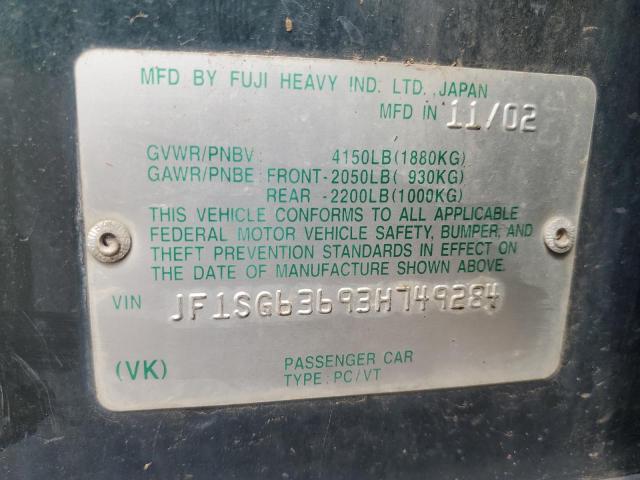 MFD BY FUJI HEAVY IND. LTD. JAPAN
MFD IN 11/02
GVWR/PNBV: 4150LB(1880KG)
GAWR/PNBE: FRONT-2050LB( 930KG)
REAR -2200LB(1000KG)
THIS VEHICLE CONFORMS TO ALL APPLICABLE
FEDERAL MOTOR VEHICLE SAFETY, BUMPER, AND
THEFT PREVENTION STANDARDS IN EFFECT ON
THE DATE OF MANUFACTURE SHOWN ABOVE.
VIN JF1SG63693H749284
(VK) PASSENGER CAR
TYPE: PC/VT